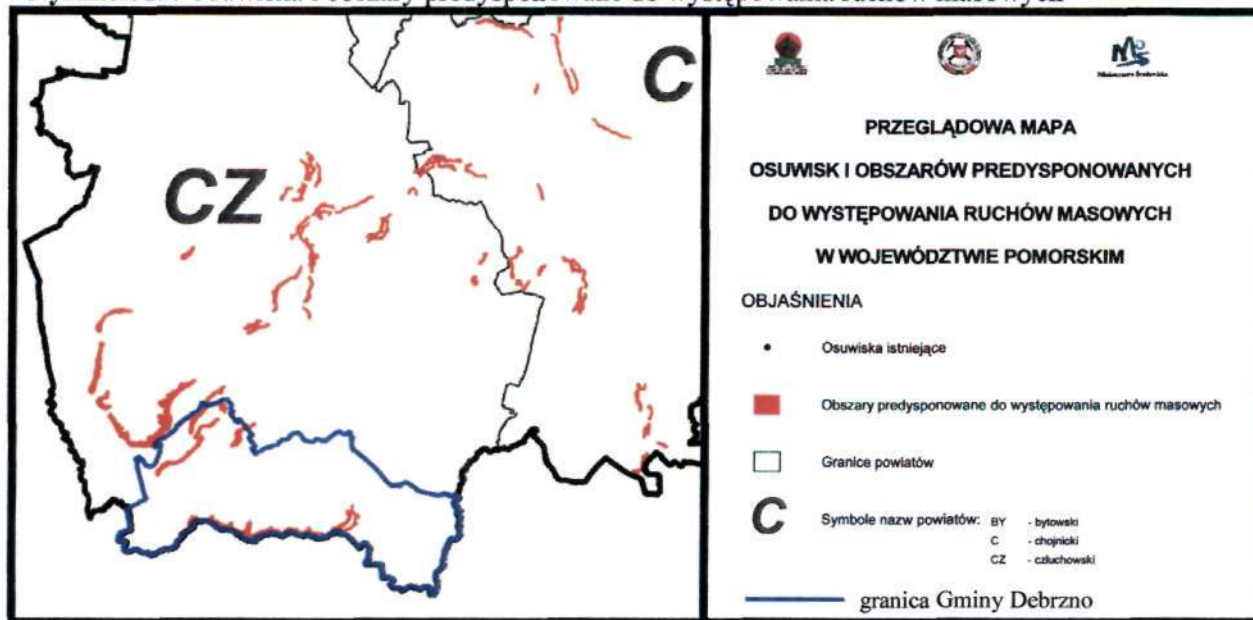 CZ
C
PRZEGLĄDOWA MAPA
OSUWISK I OBSZARÓW PREDYSPONOWANYCH
DO WYSTĘPOWANIA RUCHÓW MASOWYCH
W WOJEWÓDZTWIE POMORSKIM
OBJAŚNIENIA
Osuwiska istniejące
Obszary predysponowane do występowania ruchów masowych
Granice powiatów
C Symbole nazw powiatów: BY - bytowski
C - chojnicki
CZ - człuchowski
granica Gminy Debrzno